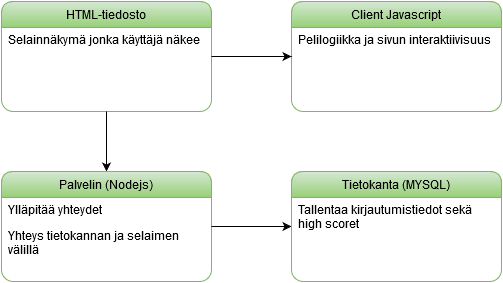 HTML-tiedosto
Selainnäkymä jonka käyttäjä näkee
Client Javascript
Pelilogiikka ja sivun interaktiivisuus
Palvelin (Nodejs)
Ylläpitää yhteydet
Yhteys tietokannan ja selaimen
välillä
Tietokanta (MYSQL)
Tallentaa kirjautumistiedot sekä
high scoret